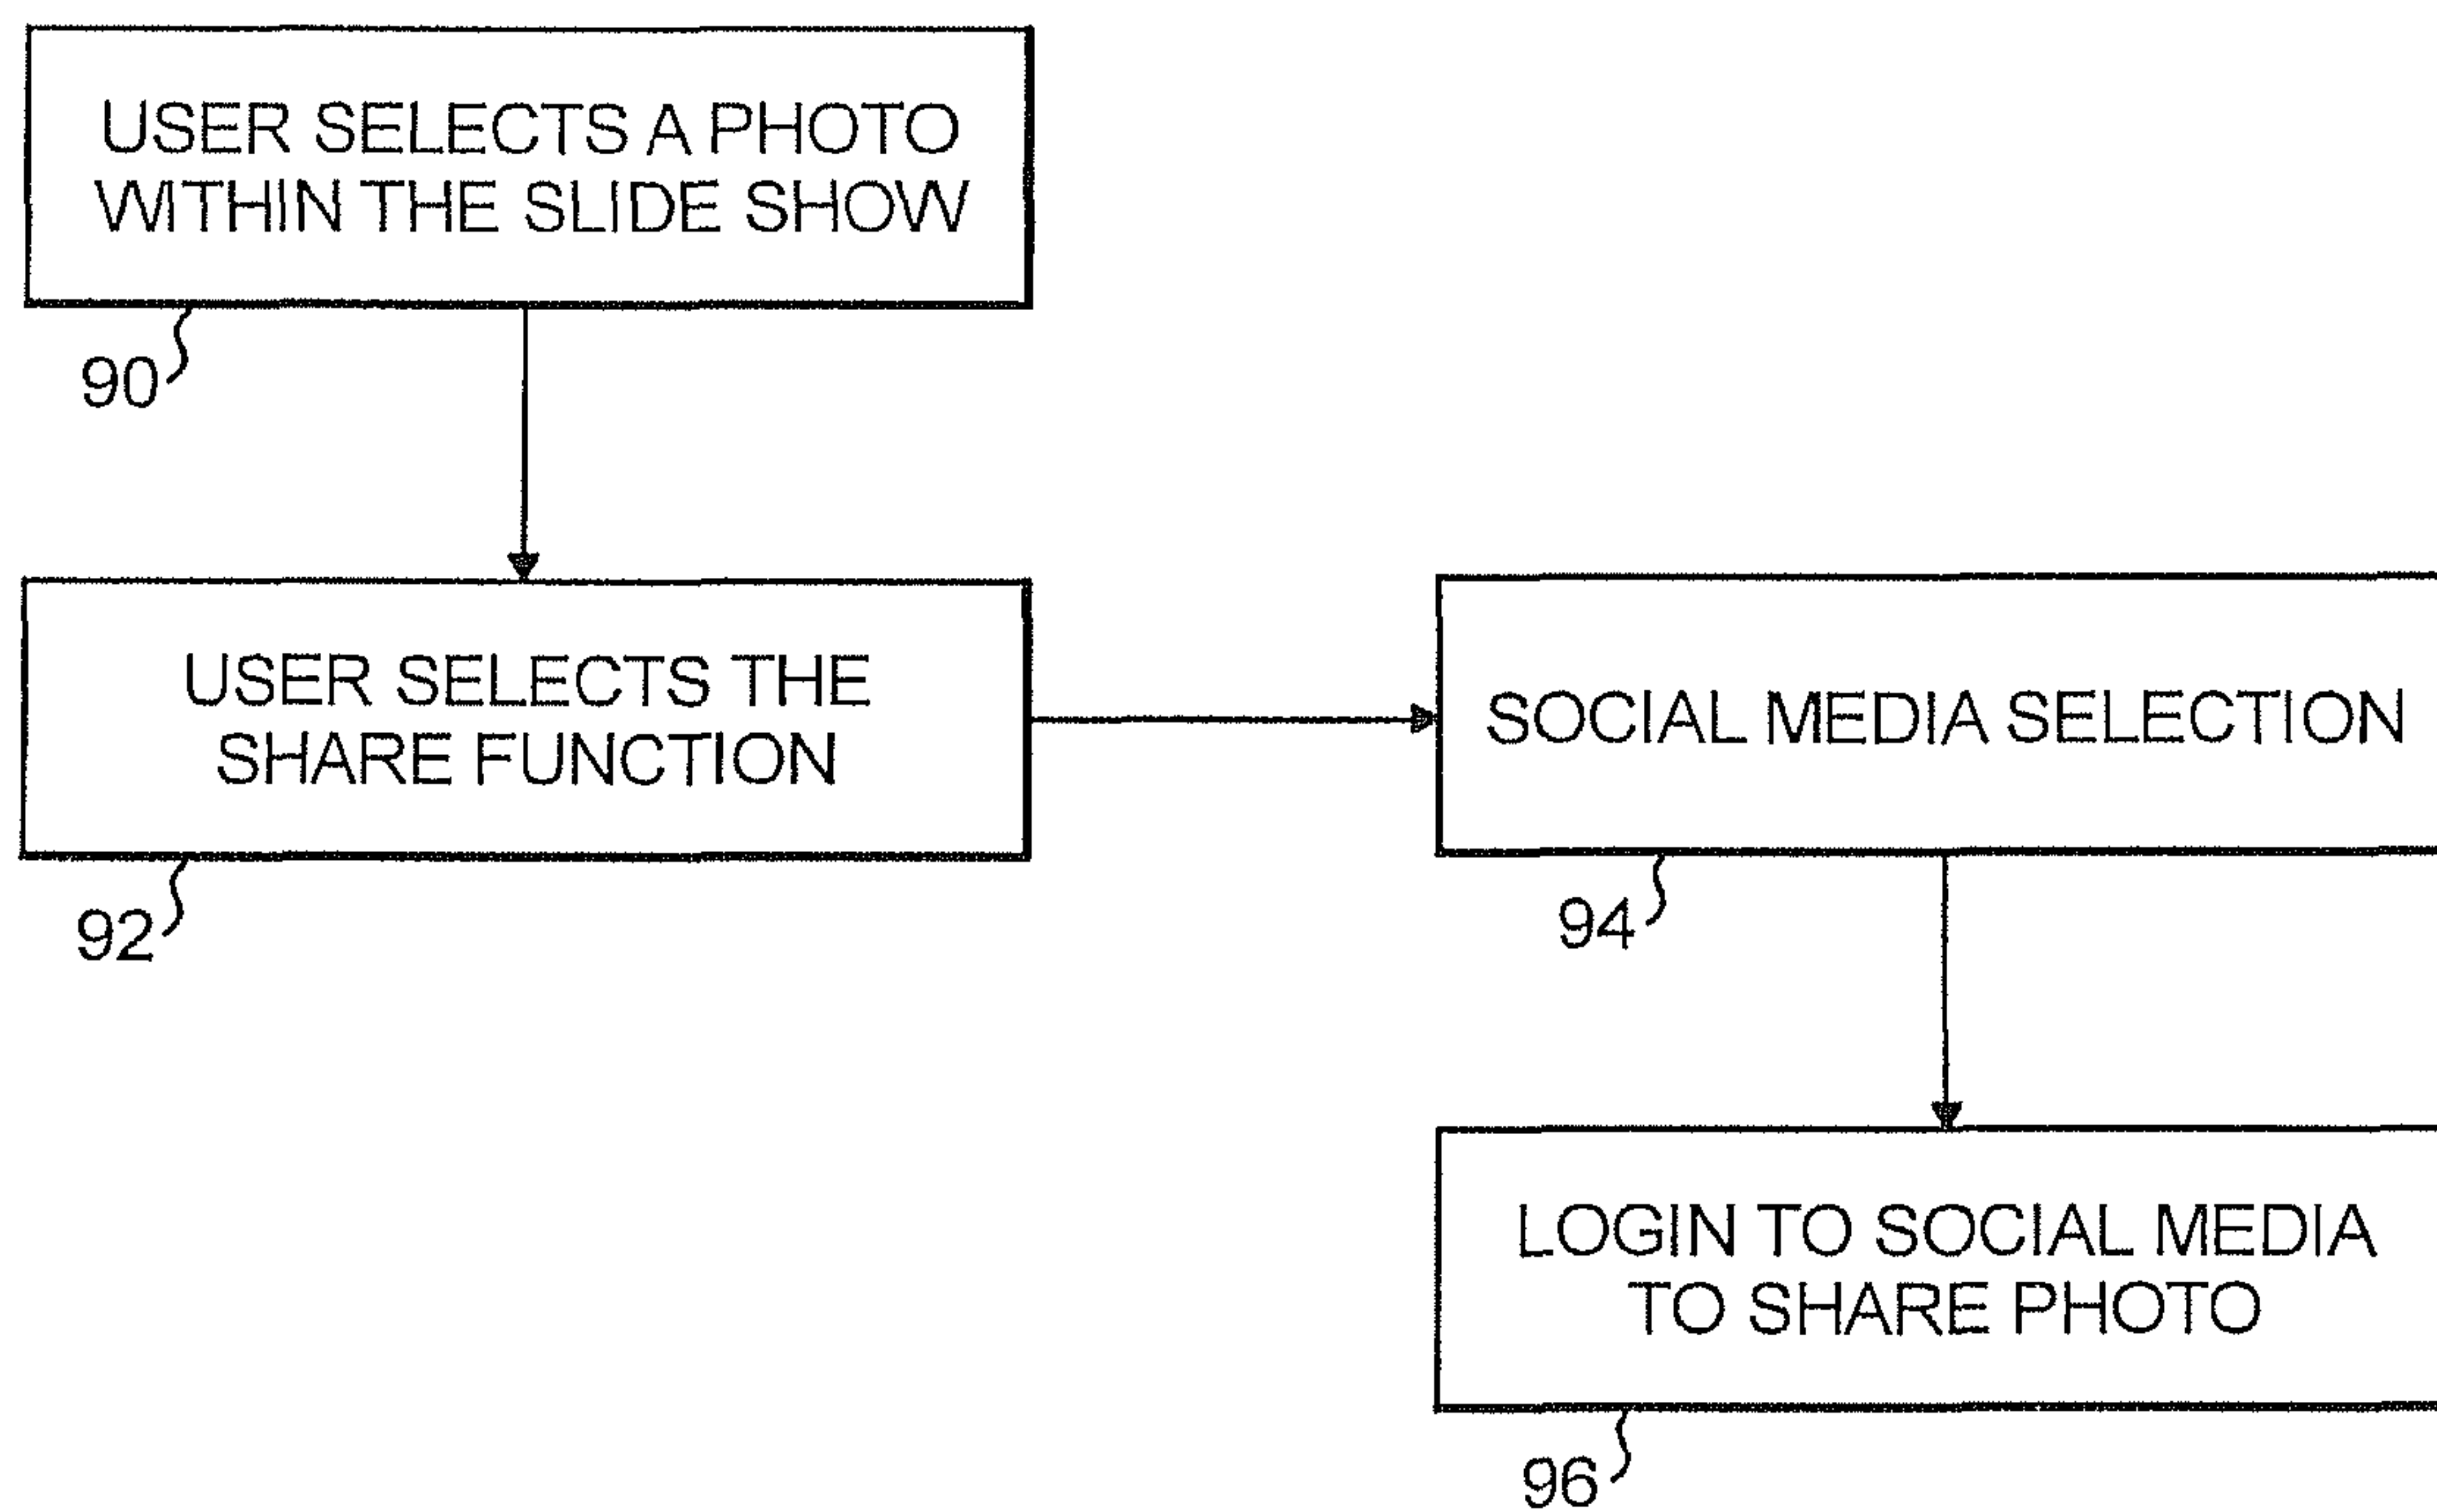 USER SELECTS A PHOTO
WITHIN THE SLIDE SHOW
90
USER SELECTS THE
SHARE FUNCTION
92
SOCIAL MEDIA SELECTION
94
LOGIN TO SOCIAL MEDIA
TO SHARE PHOTO
96